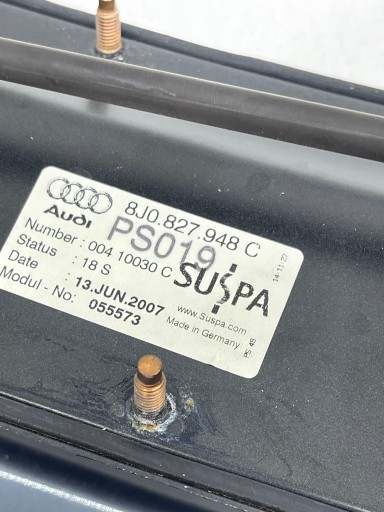 8J0.827.948 C
Audi
PS019
Number : 004 10030 C
Status : 18 S
Date : 13.JUN.2007
Modul - No: 055573
SUSPA
www.Suspa.com
Made in Germany